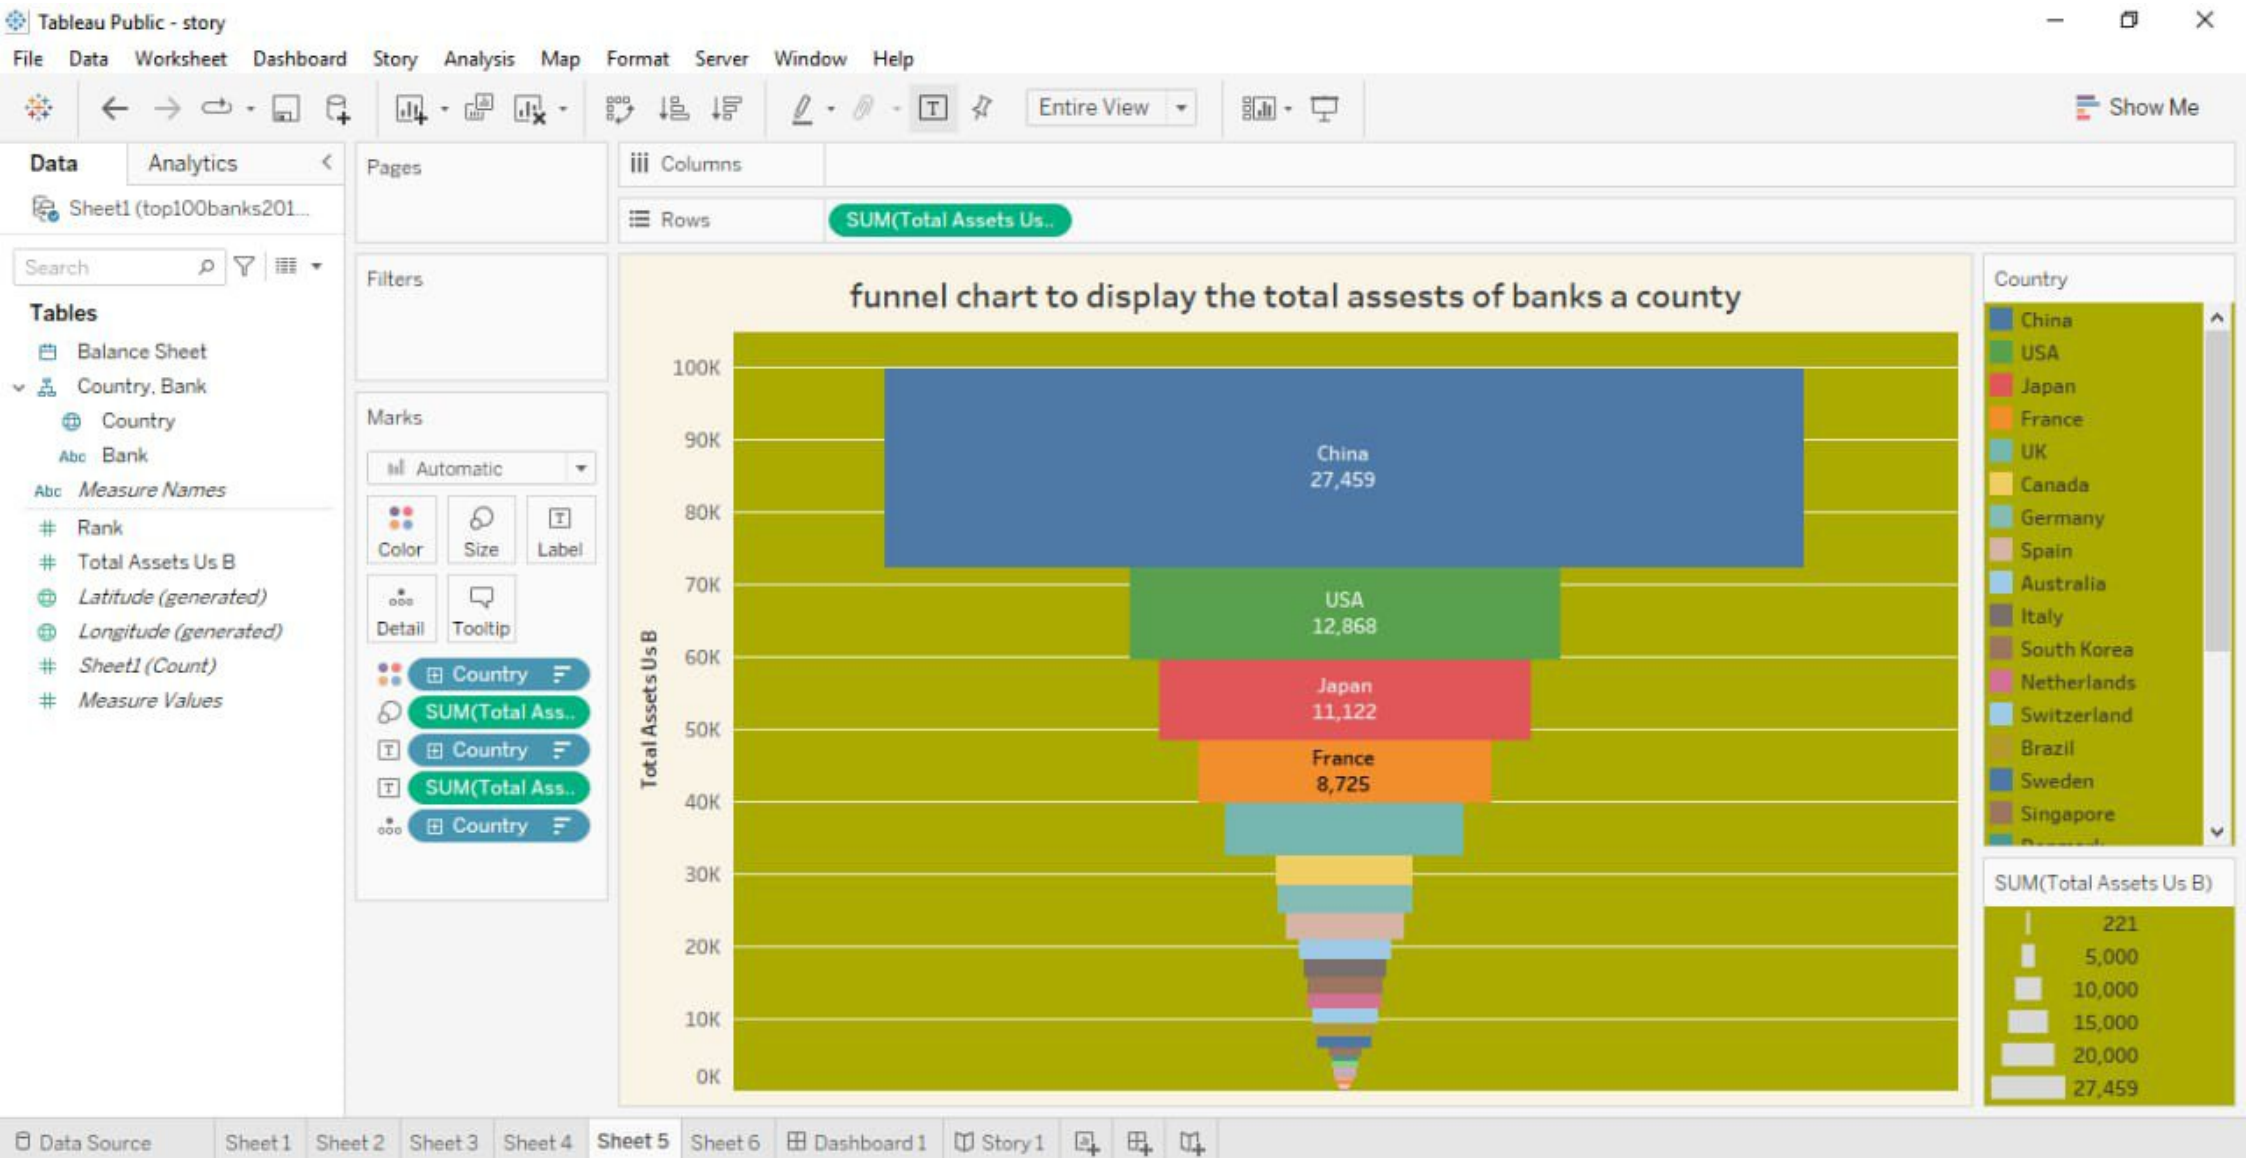 Tableau Public - story
File Data Worksheet Dashboard Story Analysis Map Format Server Window Help
Entire View
Show Me
Data Analytics
Sheet1 (top100banks201...
Search
Tables
Balance Sheet
Country, Bank
Country
Abc Bank
Abc Measure Names
Rank
Total Assets Us B
Latitude (generated)
Longitude (generated)
Sheet1 (Count)
Measure Values
Pages
Filters
Marks
Automatic
Color Size Label
Detail Tooltip
Country
SUM(Total Ass..
Country
SUM(Total Ass..
Country
Columns
Rows SUM(Total Assets Us..
funnel chart to display the total assests of banks a county
Total Assets Us B
100K
90K
80K
70K
60K
50K
40K
30K
20K
10K
0K
China
27,459
USA
12,868
Japan
11,122
France
8,725
Country
China
USA
Japan
France
UK
Canada
Germany
Spain
Australia
Italy
South Korea
Netherlands
Switzerland
Brazil
Sweden
Singapore
SUM(Total Assets Us B)
221
5,000
10,000
15,000
20,000
27,459
Data Source Sheet 1 Sheet 2 Sheet 3 Sheet 4 Sheet 5 Sheet 6 Dashboard 1 Story 1